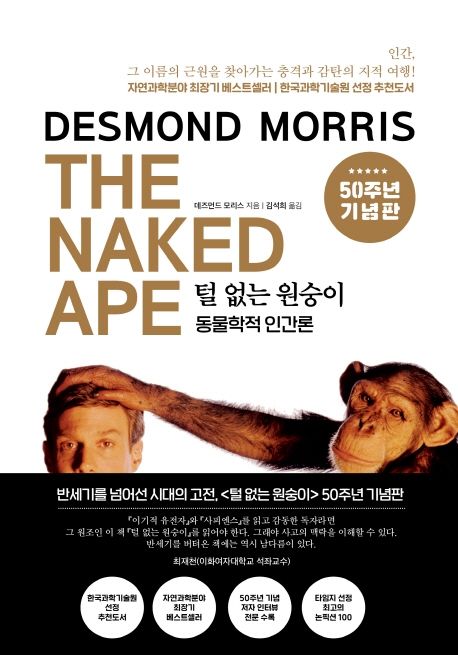 인간,
그 이름의 근원을 찾아가는 충격과 감탄의 지적 여행!
자연과학분야 최장기 베스트셀러 | 한국과학기술원 선정 추천도서
DESMOND MORRIS
THE
NAKED
APE
데즈먼드 모리스 지음 | 김석희 옮김
★★★★★
50주년
기념판
털 없는 원숭이
동물학적 인간론
반세기를 넘어선 시대의 고전, <털 없는 원숭이> 50주년 기념판
『이기적 유전자』와 『사피엔스』를 읽고 감동한 독자라면
그 원조인 이 책 『털 없는 원숭이』를 읽어야 한다. 그래야 사고의 맥락을 이해할 수 있다.
반세기를 버텨온 책에는 역시 남다름이 있다.
최재천(이화여자대학교 석좌교수)
한국과학기술원
선정
추천도서
자연과학분야
최장기
베스트셀러
50주년 기념
저자 인터뷰
전문 수록
타임지 선정
최고의
논픽션 100